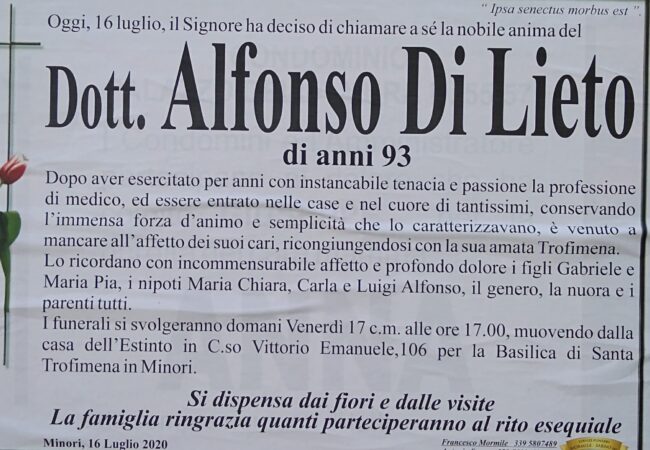 " Ipsa senectus morbus est ".
Oggi, 16 luglio, il Signore ha deciso di chiamare a sé la nobile anima del
Dott. Alfonso Di Lieto
di anni 93
Dopo aver esercitato per anni con instancabile tenacia e passione la professione
di medico, ed essere entrato nelle case e nel cuore di tantissimi, conservando
l'immensa forza d'animo e semplicità che lo caratterizzavano, è venuto a
mancare all'affetto dei suoi cari, ricongiungendosi con la sua amata Trofimena.
Lo ricordano con incommensurabile affetto e profondo dolore i figli Gabriele e
Maria Pia, i nipoti Maria Chiara, Carla e Luigi Alfonso, il genero, la nuora e i
parenti tutti.
I funerali si svolgeranno domani Venerdì 17 c.m. alle ore 17.00, muovendo dalla
casa dell'Estinto in C.so Vittorio Emanuele,106 per la Basilica di Santa
Trofimena in Minori.
Si dispensa dai fiori e dalle visite
La famiglia ringrazia quanti parteciperanno al rito esequiale
Minori, 16 Luglio 2020
Francesco Mormile 339 5807489